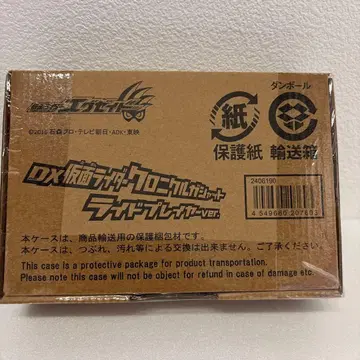 仮面ライダーエグゼイド
©2016 石森プロ・テレビ朝日・ADK・東映
ダンボール
紙
保護紙 輸送箱
DX仮面ライダークロニクルガシャット
ライドプレイヤーver.
2406190
4 549660 207863
本ケースは、商品輸送用の保護梱包材です。
本ケースは、つぶれ、汚れ等による交換は出来ません。ご了承ください。
This case is a protective package for product transportation.
Please note this case will not be object for refund in case of damage etc